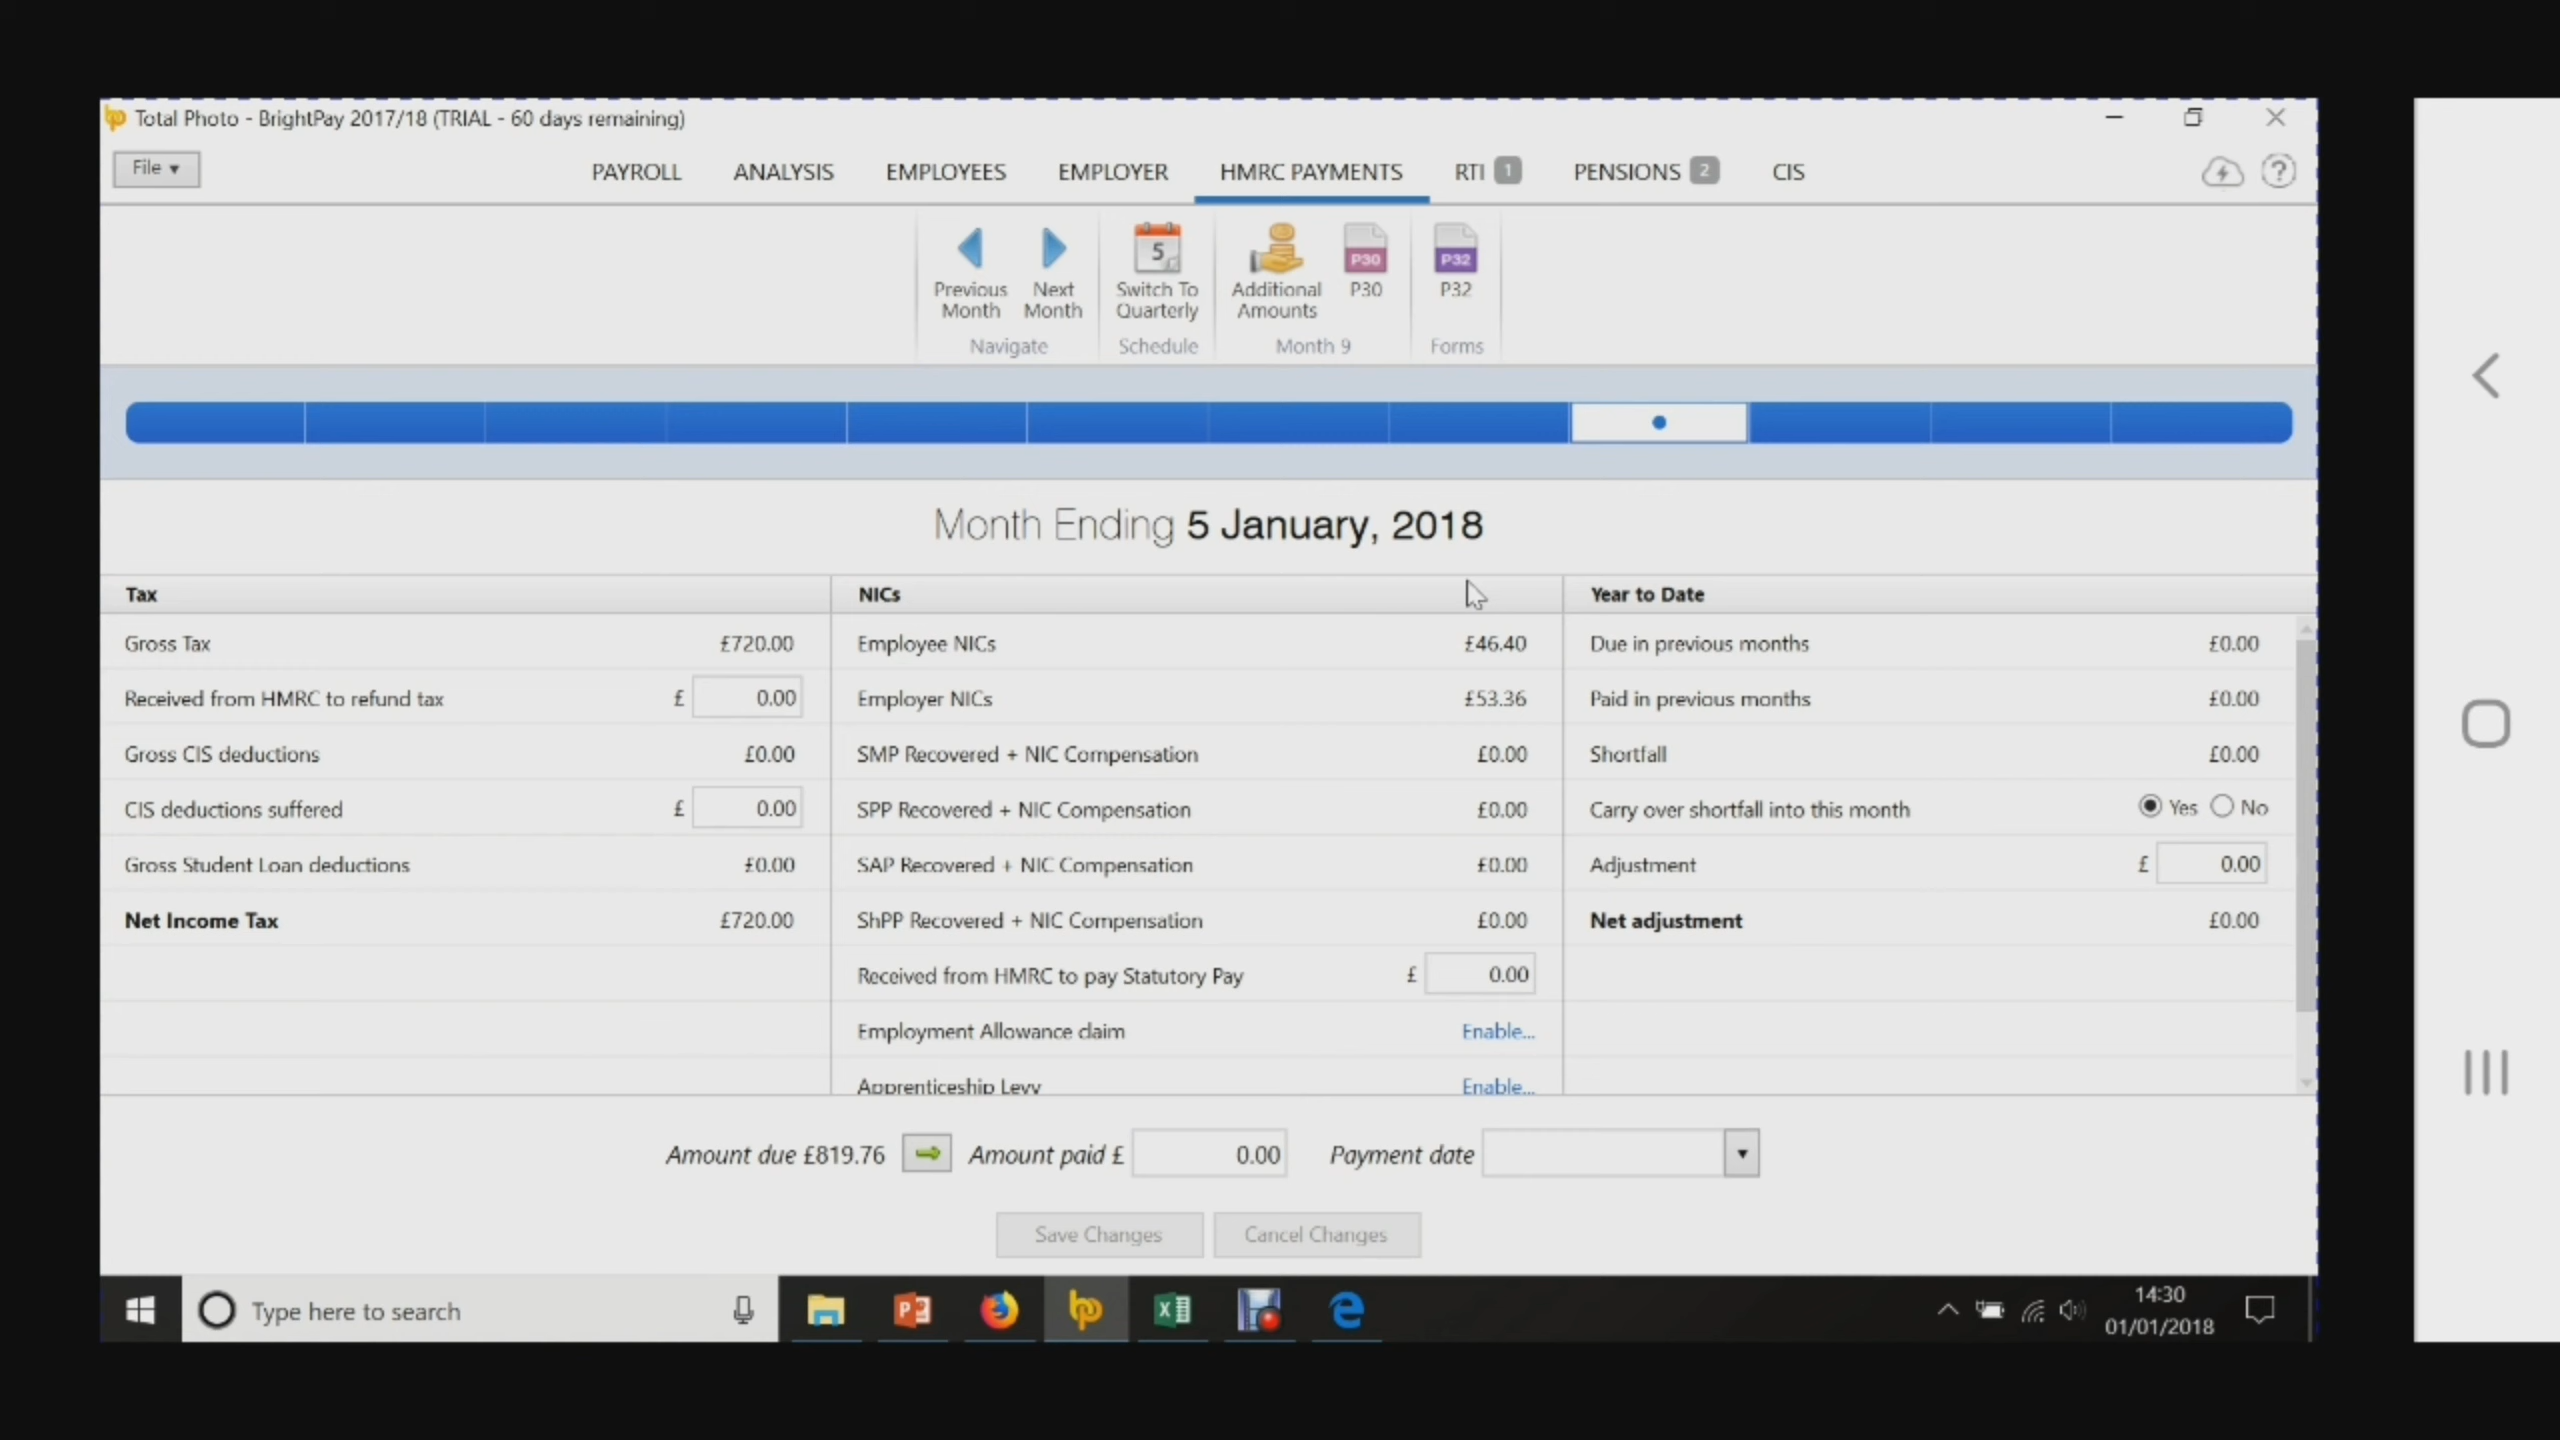 Total Photo - BrightPay 2017/18 (TRIAL - 60 days remaining)
File
PAYROLL ANALYSIS EMPLOYEES EMPLOYER HMRC PAYMENTS RTI 1 PENSIONS 2 CIS
Previous Month
Next Month
Navigate
5
Switch To Quarterly
Schedule
Additional Amounts
P30
P30
Month 9
P32
P32
Forms
Month Ending 5 January, 2018
Tax
Gross Tax £720.00
Received from HMRC to refund tax £ 0.00
Gross CIS deductions £0.00
CIS deductions suffered £ 0.00
Gross Student Loan deductions £0.00
Net Income Tax £720.00
NICs
Employee NICs £46.40
Employer NICs £53.36
SMP Recovered + NIC Compensation £0.00
SPP Recovered + NIC Compensation £0.00
SAP Recovered + NIC Compensation £0.00
ShPP Recovered + NIC Compensation £0.00
Received from HMRC to pay Statutory Pay £ 0.00
Employment Allowance claim Enable...
Apprenticeship Levy Enable...
Year to Date
Due in previous months £0.00
Paid in previous months £0.00
Shortfall £0.00
Carry over shortfall into this month Yes No
Adjustment £ 0.00
Net adjustment £0.00
Amount due £819.76 Amount paid £ 0.00 Payment date
Save Changes Cancel Changes
Type here to search
14:30
01/01/2018